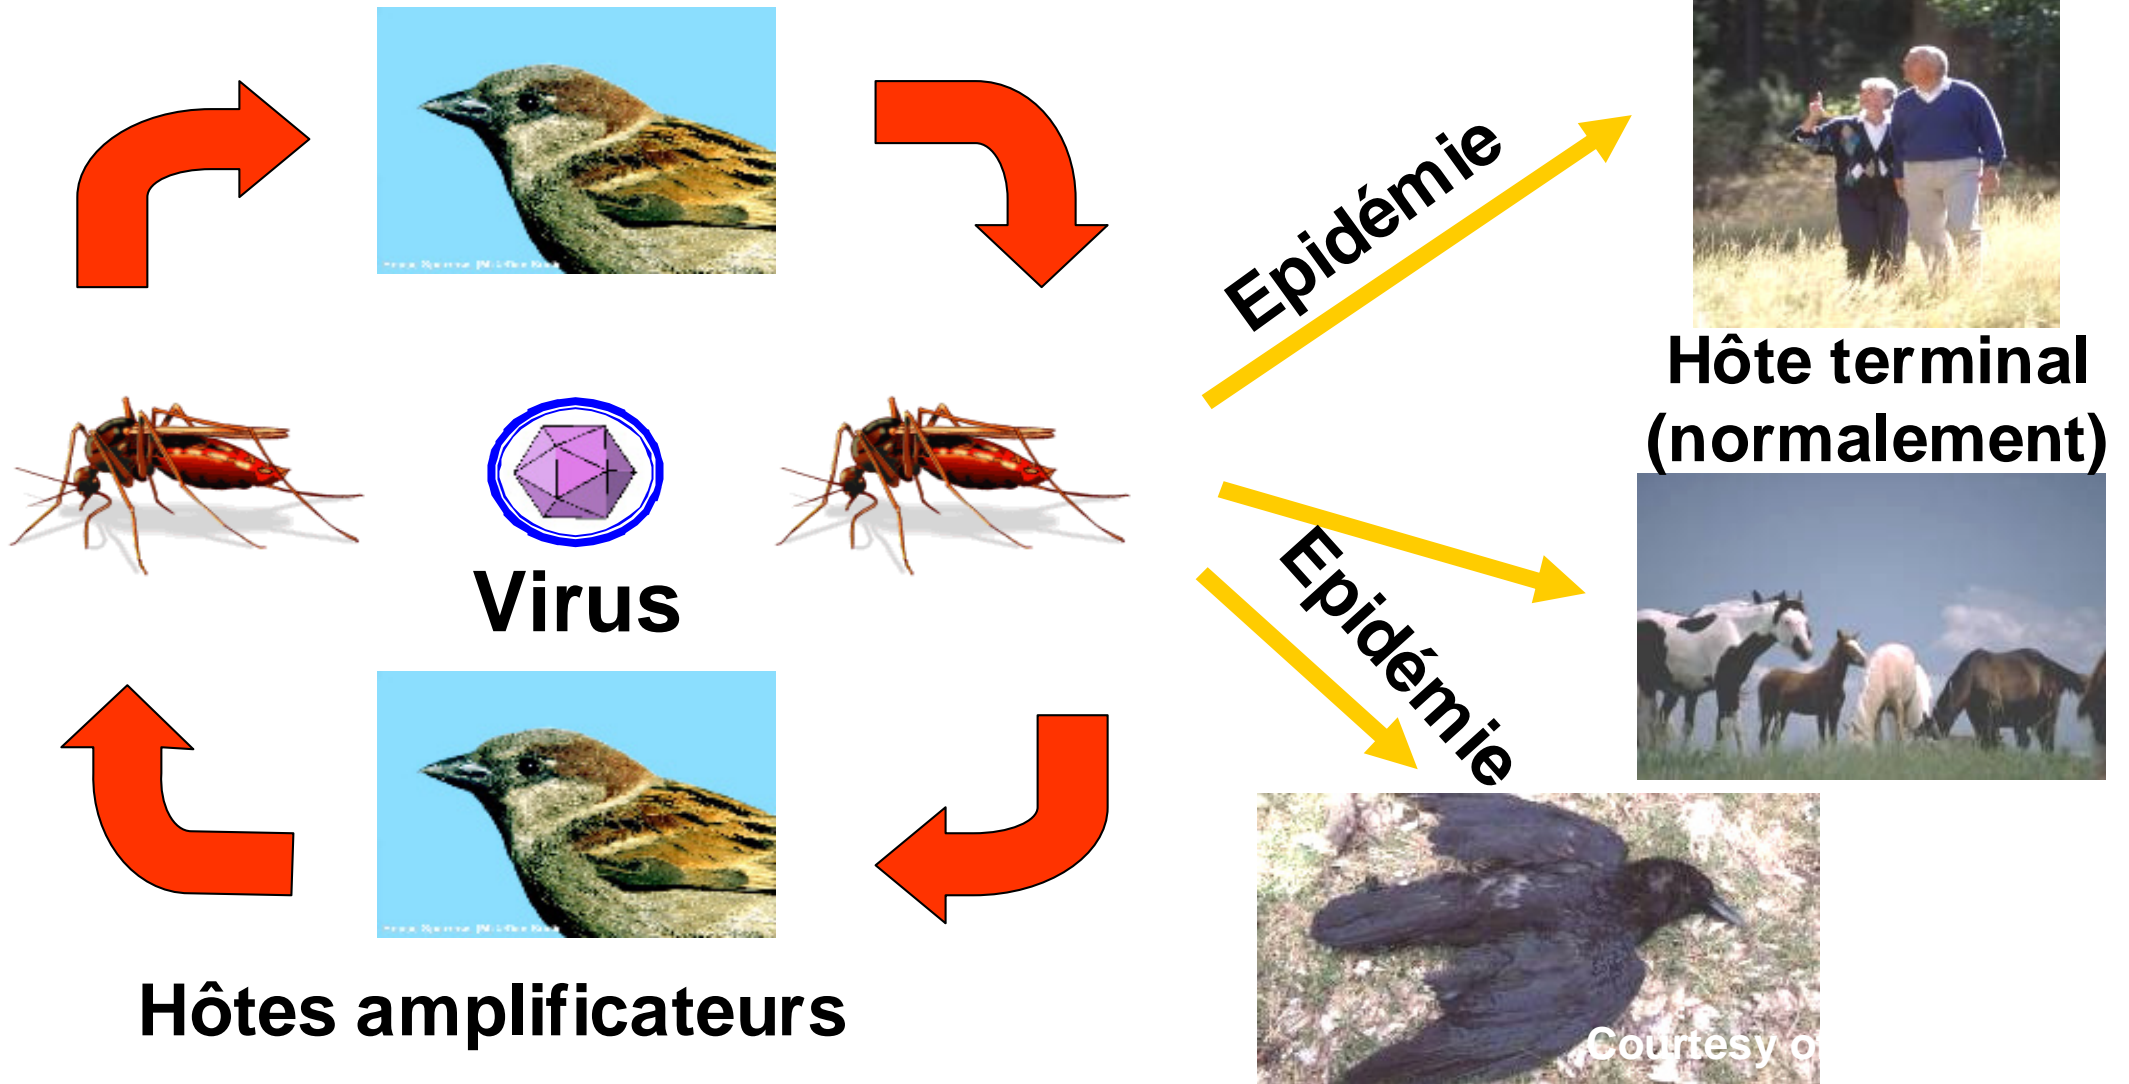 Epidémie
Hôte terminal
(normalement)
Virus
Epidémie
Hôtes amplificateurs
Courtesy o